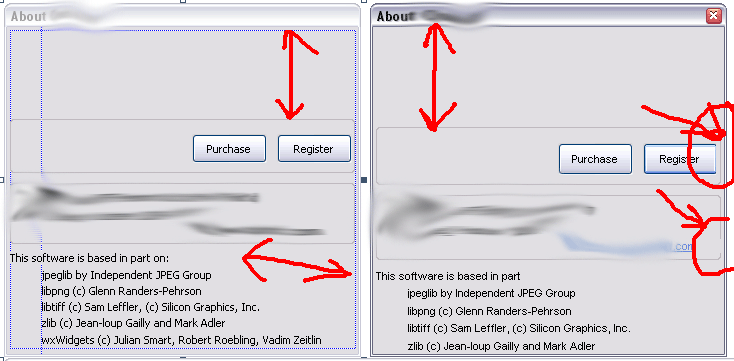 About
Purchase Register
This software is based in part on:
jpeglib by Independent JPEG Group
libpng (c) Glenn Randers-Pehrson
libtiff (c) Sam Leffler, (c) Silicon Graphics, Inc.
zlib (c) Jean-loup Gailly and Mark Adler
wxWidgets (c) Julian Smart, Robert Roebling, Vadim Zeitlin
About
Purchase Register
.com
This software is based in part
jpeglib by Independent JPEG Group
libpng (c) Glenn Randers-Pehrson
libtiff (c) Sam Leffler, (c) Silicon Graphics, Inc.
zlib (c) Jean-loup Gailly and Mark Adler